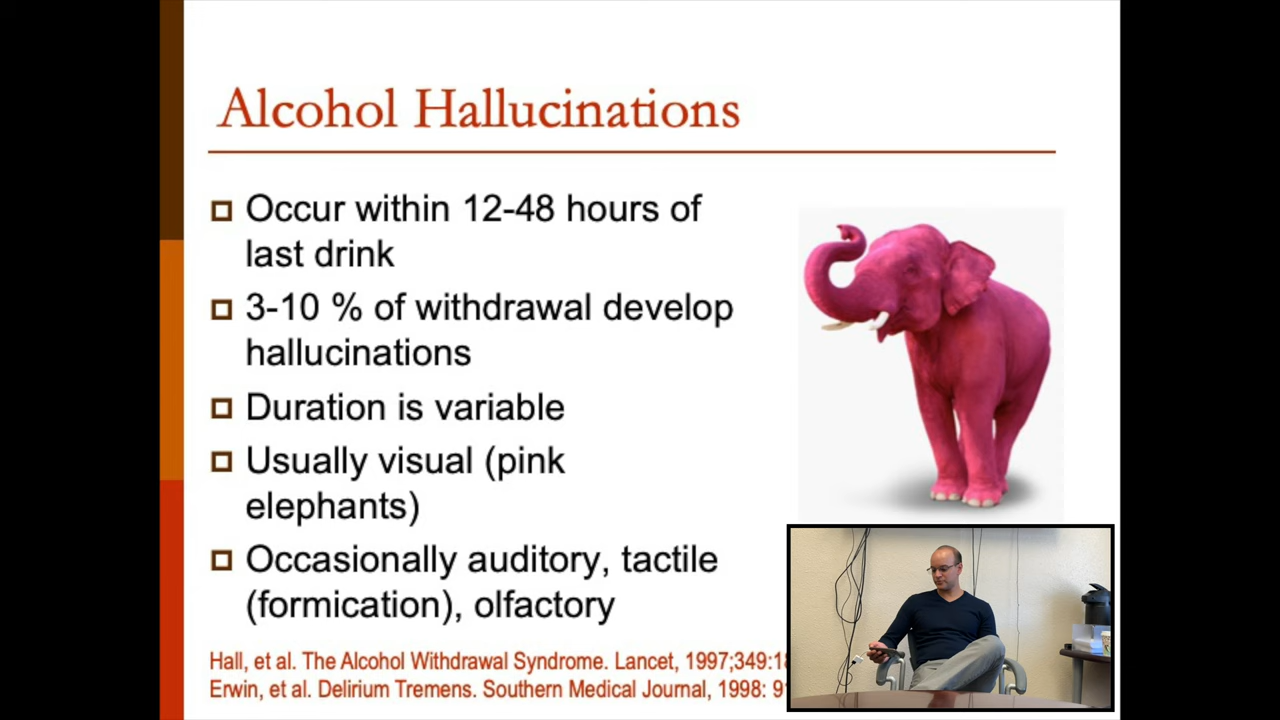 Alcohol Hallucinations
Occur within 12-48 hours of
last drink
3-10 % of withdrawal develop
hallucinations
Duration is variable
Usually visual (pink
elephants)
Occasionally auditory, tactile
(formication), olfactory
Hall, et al. The Alcohol Withdrawal Syndrome. Lancet, 1997;349:
Erwin, et al. Delirium Tremens. Southern Medical Journal, 1998: